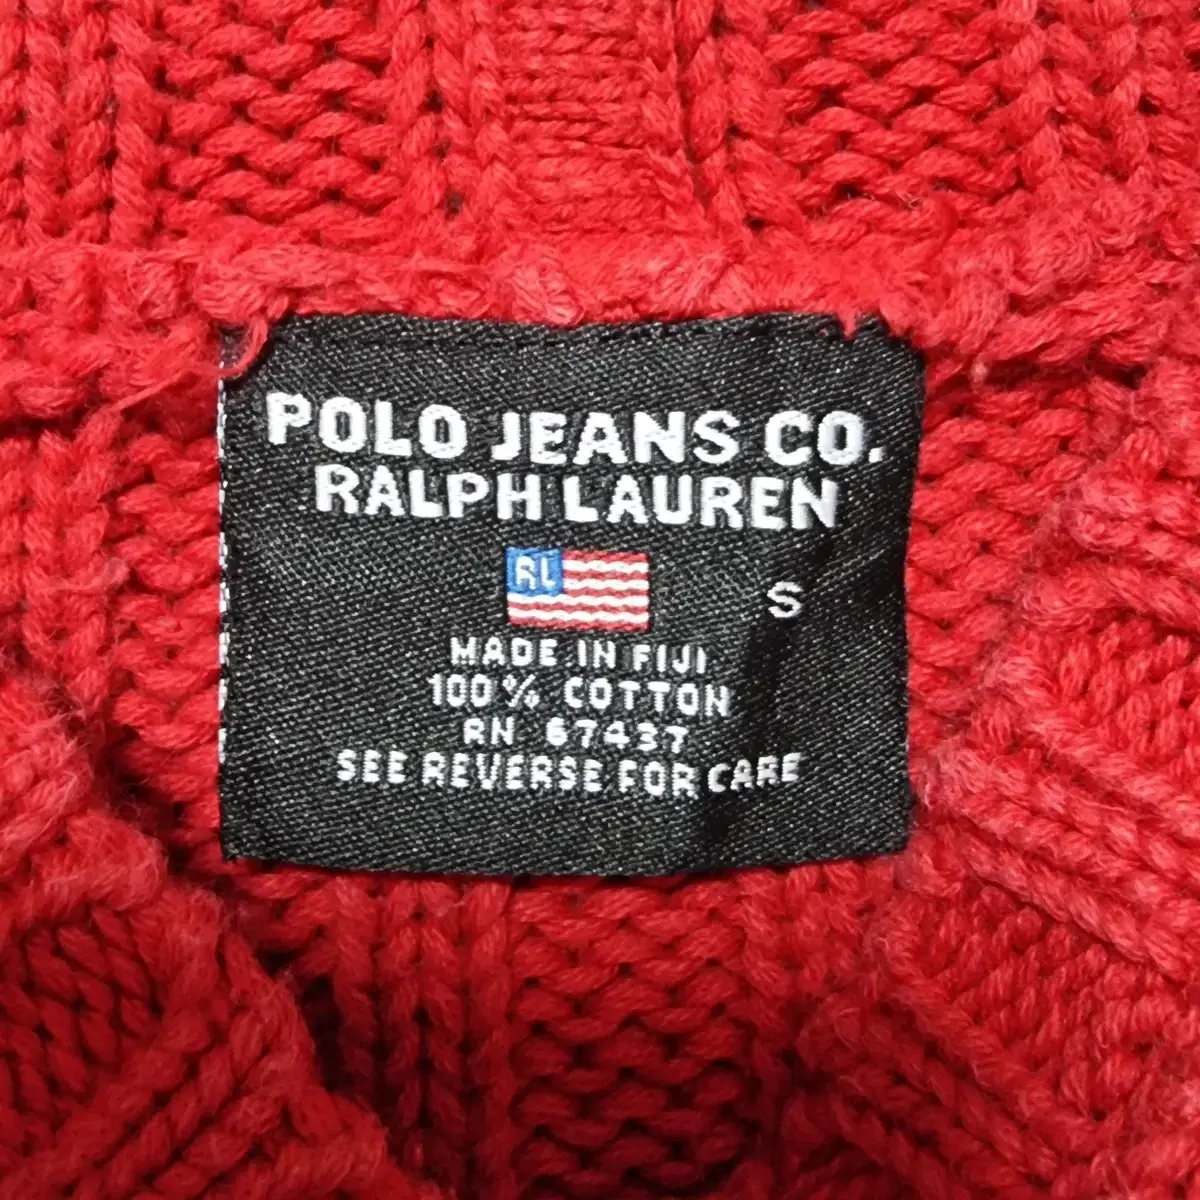 POLO JEANS CO.
RALPH LAUREN
RL
S
MADE IN FIJI
100% COTTON
RN 67437
SEE REVERSE FOR CARE